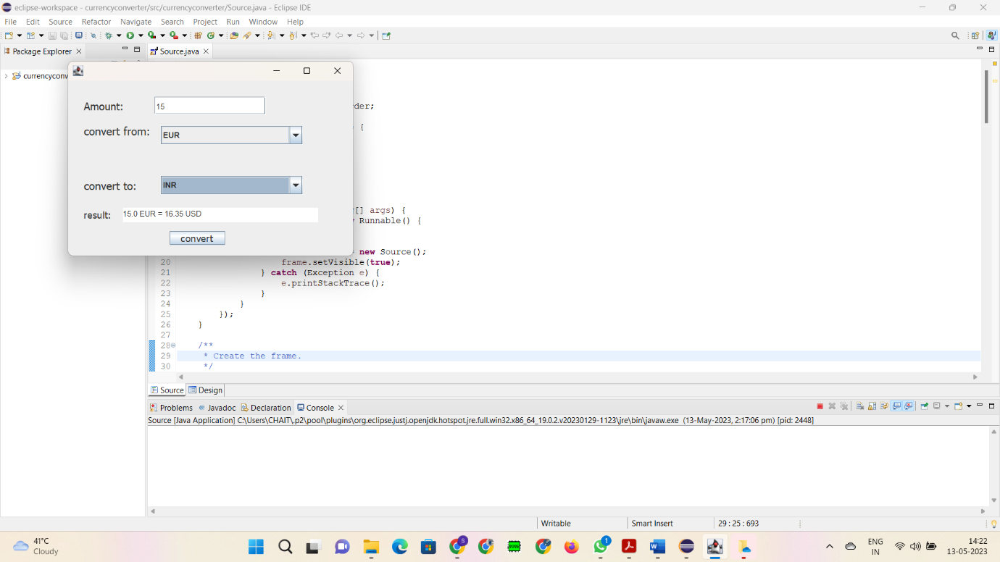 eclipse-workspace - currencyconverter/src/currencyconverter/Source.java - Eclipse IDE
File Edit Source Refactor Navigate Search Project Run Window Help
Package Explorer
Source.java
currencyconv
Amount:
15
convert from:
EUR
convert to:
INR
result:
15.0 EUR = 16.35 USD
convert
der;
{
[] args) {
Runnable() {
new Source();
20 frame.setVisible(true);
21 } catch (Exception e) {
22 e.printStackTrace();
23 }
24 }
25 });
26 }
27
28 /**
29 * Create the frame.
30 */
Source Design
Problems @ Javadoc Declaration Console
Source [Java Application] C:\Users\CHAIT\.p2\pool\plugins\org.eclipse.justj.openjdk.hotspot.jre.full.win32.x86_64_19.0.2.v20230129-1123\jre\bin\javaw.exe (13-May-2023, 2:17:06 pm) [pid: 2448]
Writable Smart Insert 29 : 25 : 693
41°C
Cloudy
S
1
ENG
IN
14:22
13-05-2023